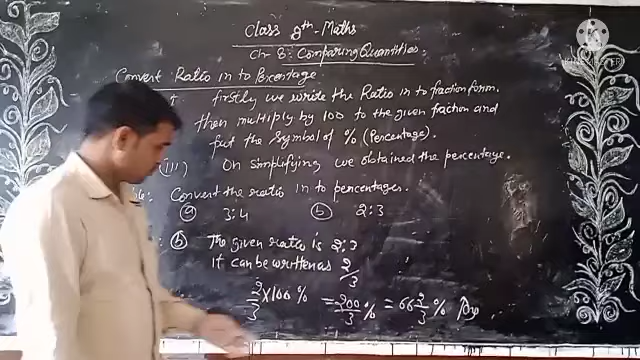 Class 8th - Maths
Ch 8: Comparing Quantities.
Convert Ratio in to Percentage
firstly we write the Ratio in to fraction form.
then multiply by 100 to the given fraction and
put the Symbol of % (Percentage).
(iii) On simplifying we obtained the percentage.
Convert the ratio in to percentages.
(a) 3:4 (b) 2:3
(b) The given ratio is 2:3
it can be written as 2/3
2/3 X 100 % = 200/3 % = 66 2/3 %